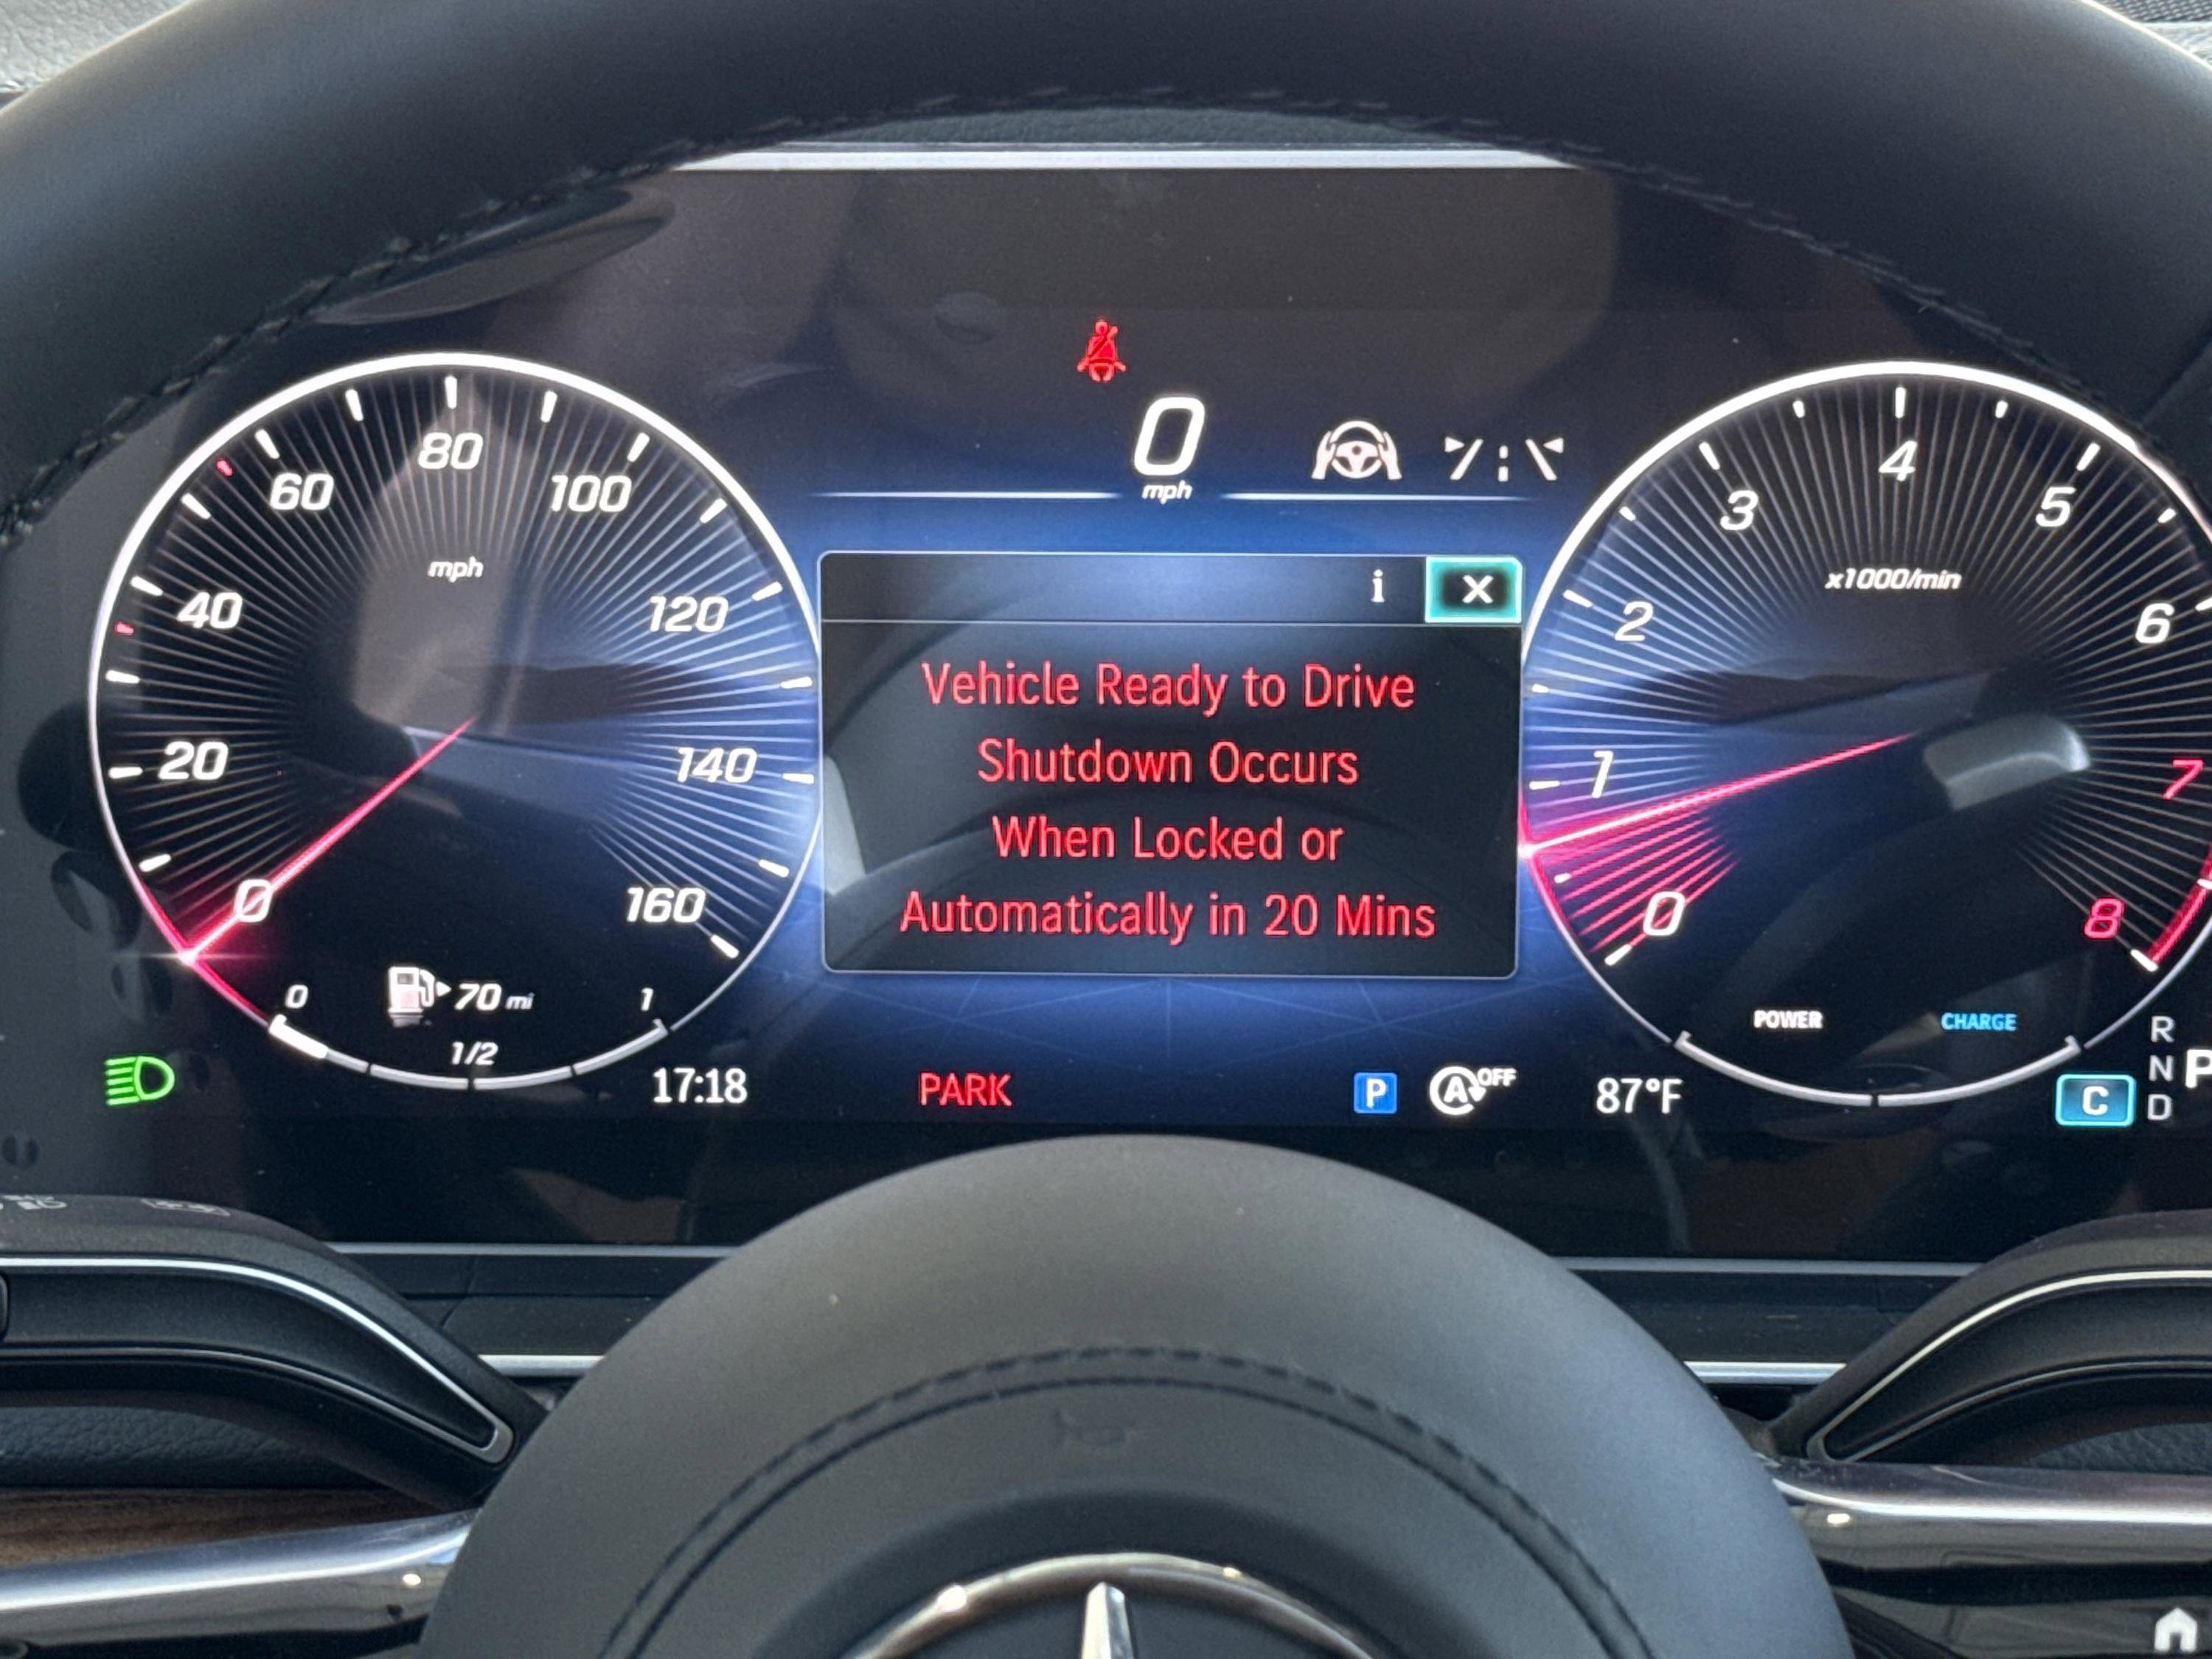 0
mph
80
60
100
mph
40
120
20
140
0
160
0
70 mi
1
1/2
i X
Vehicle Ready to Drive
Shutdown Occurs
When Locked or
Automatically in 20 Mins
4
3
5
x1000/min
2
6
1
7
0
8
POWER CHARGE
17:18
PARK
P
A OFF
87°F
C
R
N P
D